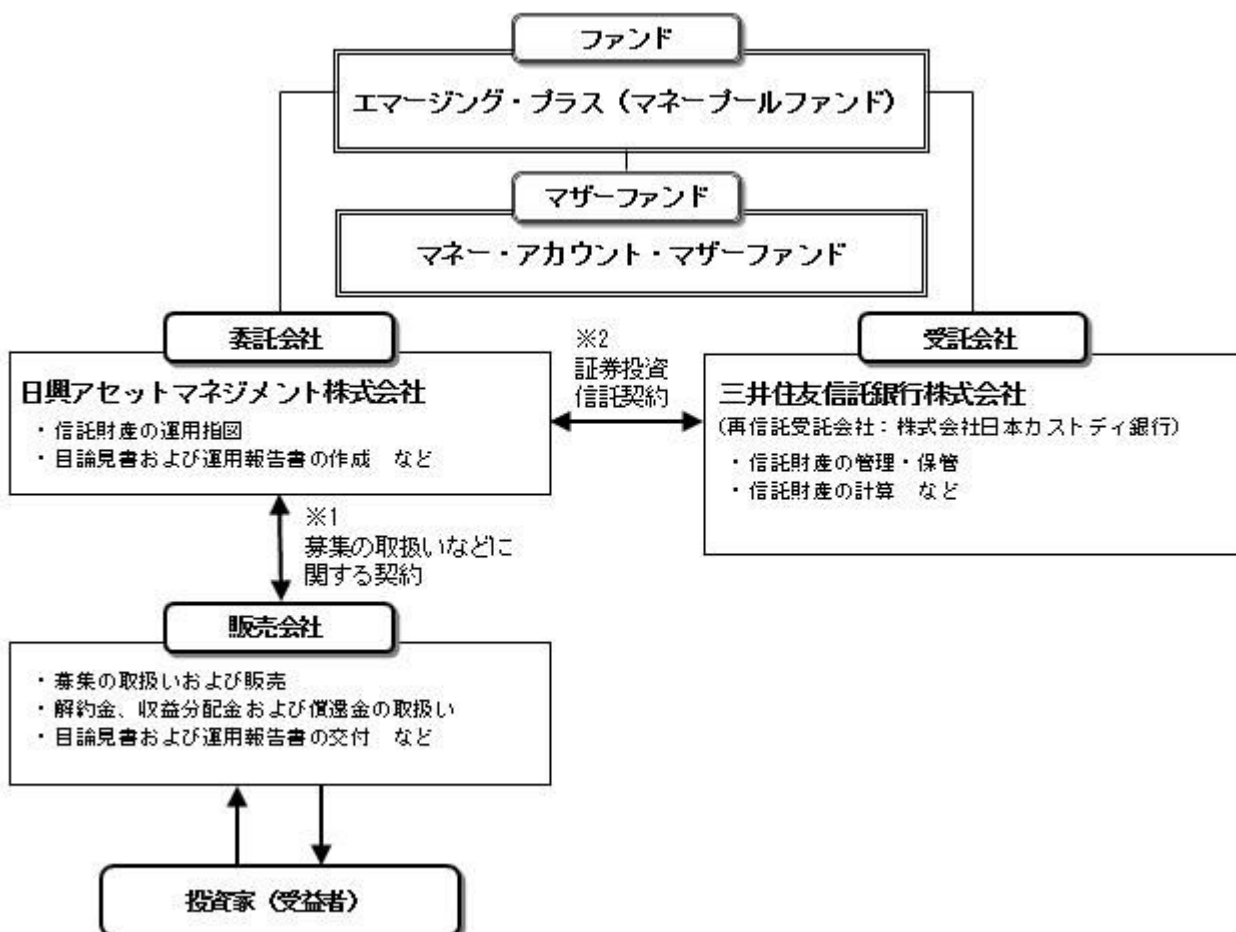 ファンド
エマージング・プラス（マネープールファンド）
マザーファンド
マネー・アカウント・マザーファンド
委託会社
日興アセットマネジメント株式会社
・信託財産の運用指図
・目論見書および運用報告書の作成　など
※2
証券投資
信託契約
受託会社
三井住友信託銀行株式会社
(再信託受託会社：株式会社日本カストディ銀行)
・信託財産の管理・保管
・信託財産の計算　など
※1
募集の取扱いなどに
関する契約
販売会社
・募集の取扱いおよび販売
・解約金、収益分配金および償還金の取扱い
・目論見書および運用報告書の交付　など
投資家（受益者）